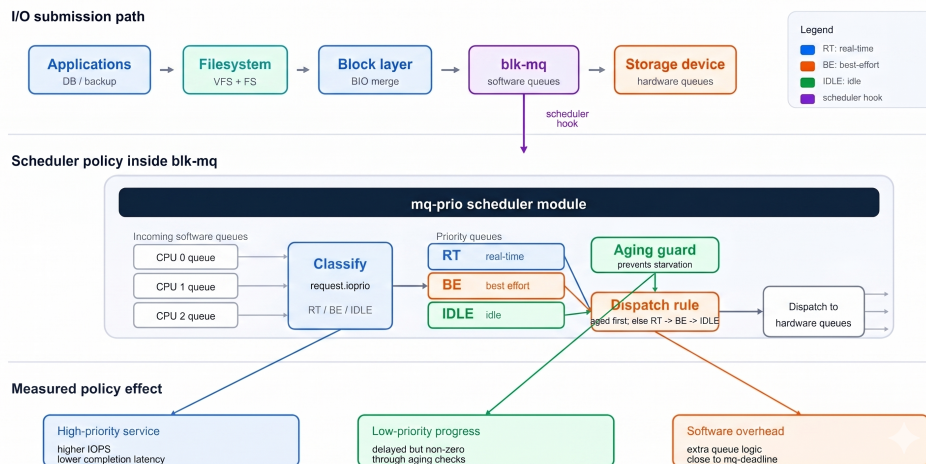 I/O submission path
Applications
DB / backup
Filesystem
VFS + FS
Block layer
BIO merge
blk-mq
software queues
Storage device
hardware queues
Legend
RT: real-time
BE: best-effort
IDLE: idle
scheduler hook
scheduler
hook
Scheduler policy inside blk-mq
mq-prio scheduler module
Incoming software queues
CPU 0 queue
CPU 1 queue
CPU 2 queue
Classify
request.ioprio
RT / BE / IDLE
Priority queues
RT real-time
BE best effort
IDLE idle
Aging guard
prevents starvation
Dispatch rule
aged first; else RT -> BE -> IDLE
Dispatch to
hardware queues
Measured policy effect
High-priority service
higher IOPS
lower completion latency
Low-priority progress
delayed but non-zero
through aging checks
Software overhead
extra queue logic
close to mq-deadline